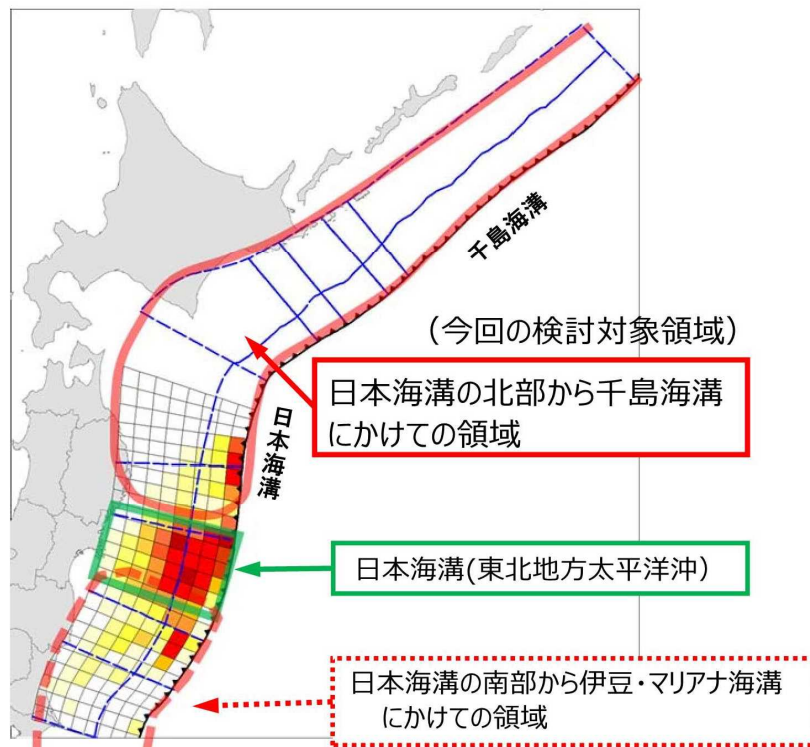 千島海溝
(今回の検討対象領域)
日本海溝の北部から千島海溝
にかけての領域
日本海溝
日本海溝(東北地方太平洋沖)
日本海溝の南部から伊豆・マリアナ海溝
にかけての領域